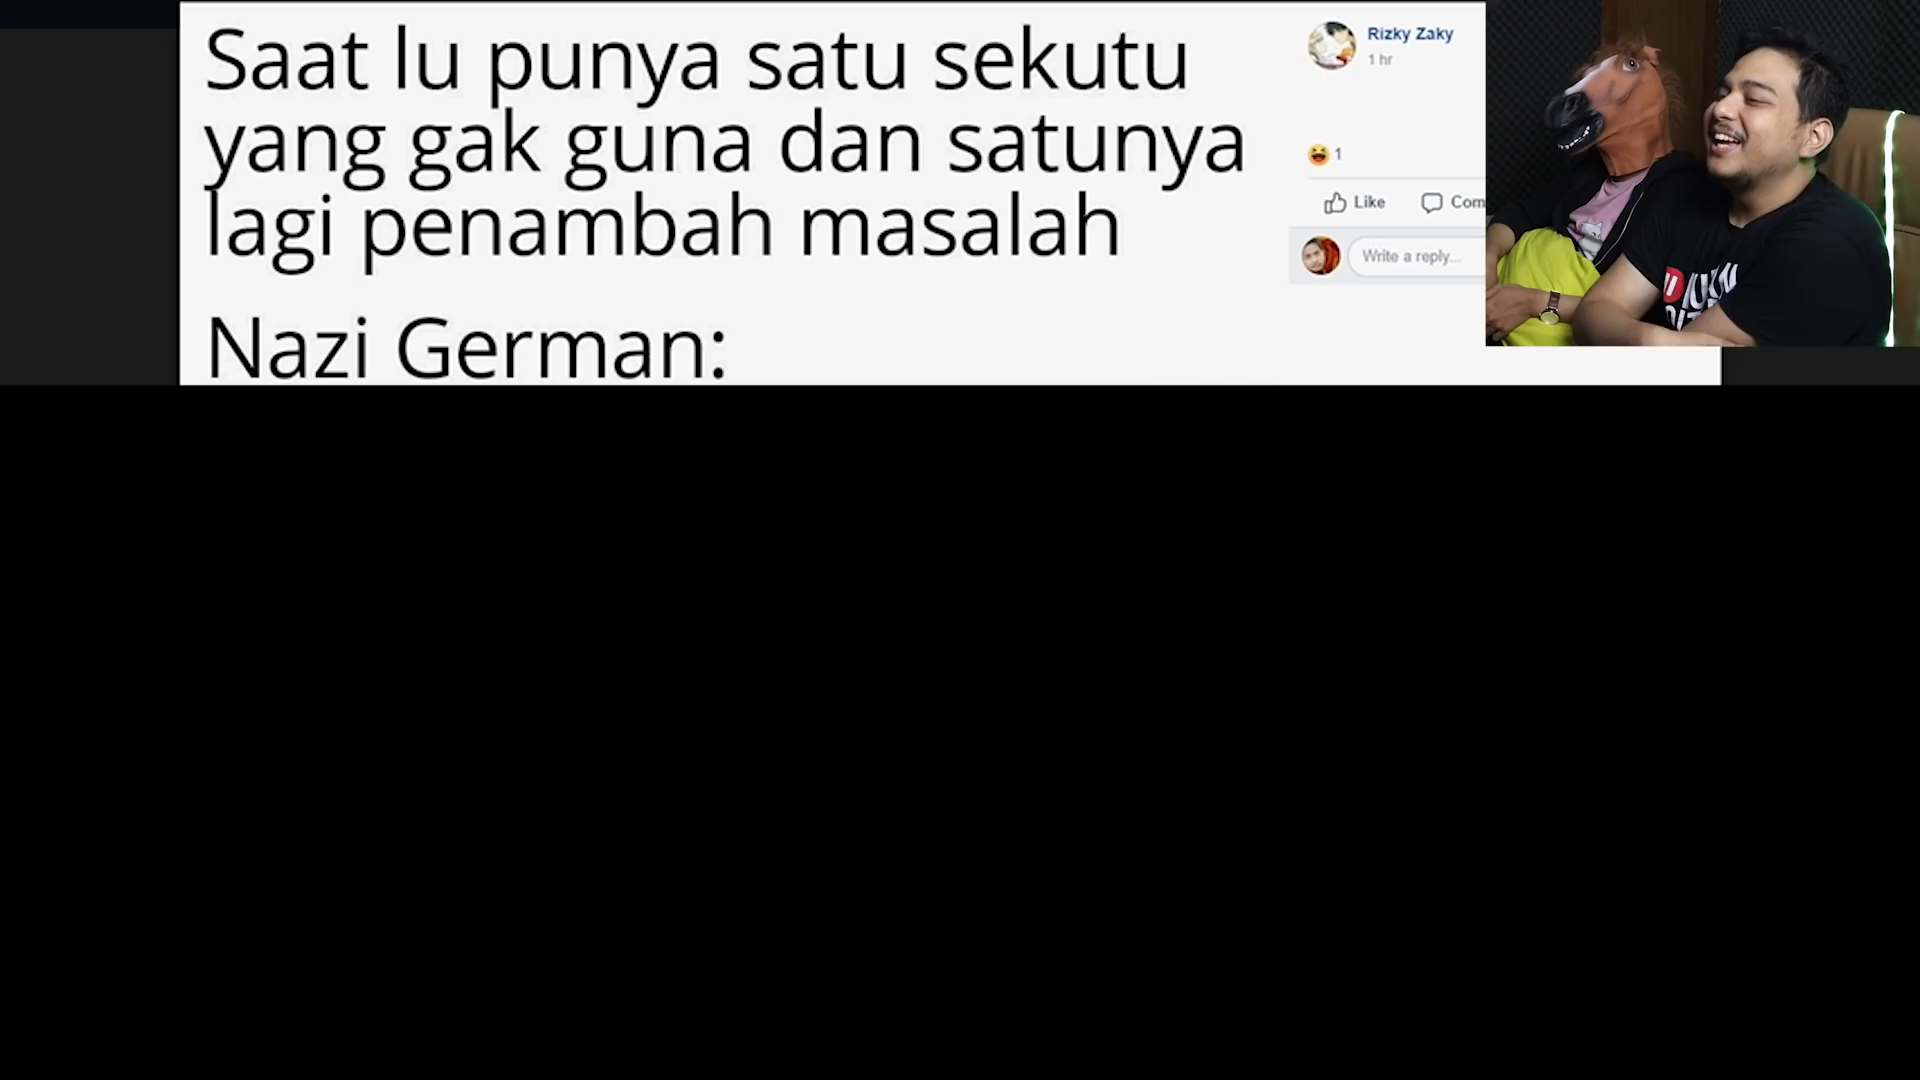 Saat lu punya satu sekutu
yang gak guna dan satunya
lagi penambah masalah
Nazi German:
Rizky Zaky
1 hr
1
Like
Write a reply...